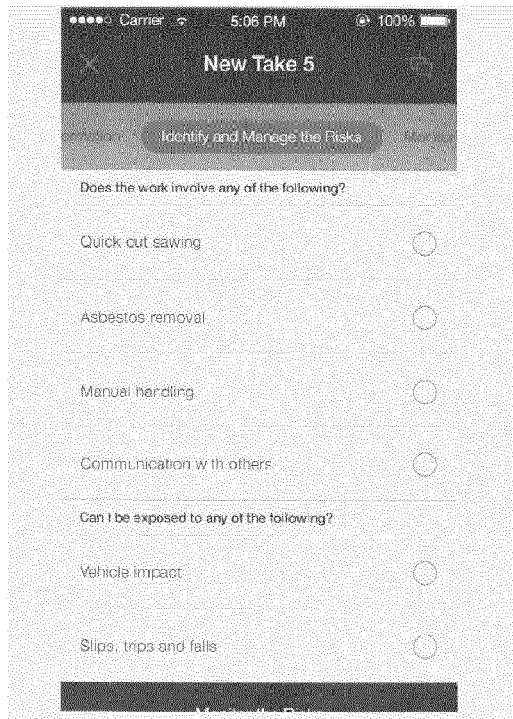 Carrier 5:06 PM 100%
New Take 5
Identify and Manage the Risks
Does the work involve any of the following?
Quick cut sawing
Asbestos removal
Manual handling
Communication with others
Can I be exposed to any of the following?
Vehicle impact
Slips, trips and falls